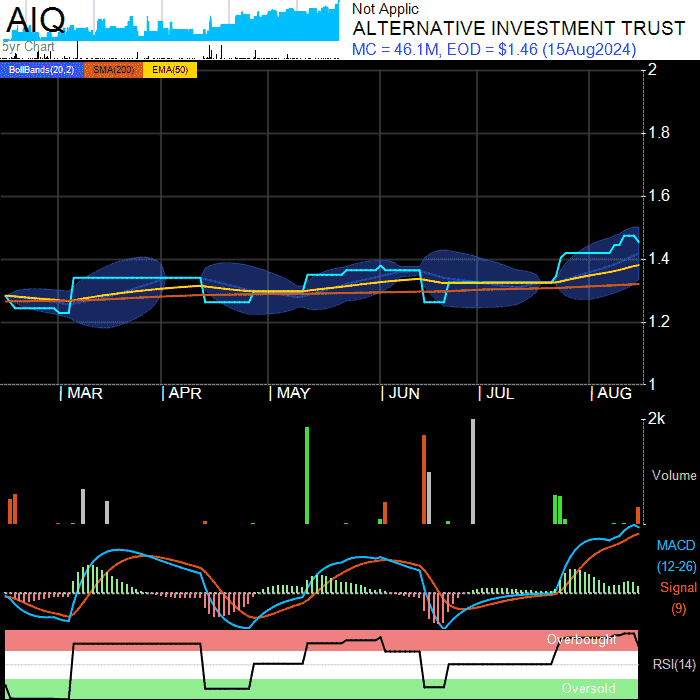 AIQ
5yr Chart
Not Applic
ALTERNATIVE INVESTMENT TRUST
MC = 46.1M, EOD = $1.46 (15Aug2024)
BollBands(20,2) SMA(200) EMA(50)
2
1.8
1.6
1.4
1.2
1
MAR APR MAY JUN JUL AUG
2k
Volume
MACD
(12-26)
Signal
(9)
Overbought
RSI(14)
Oversold